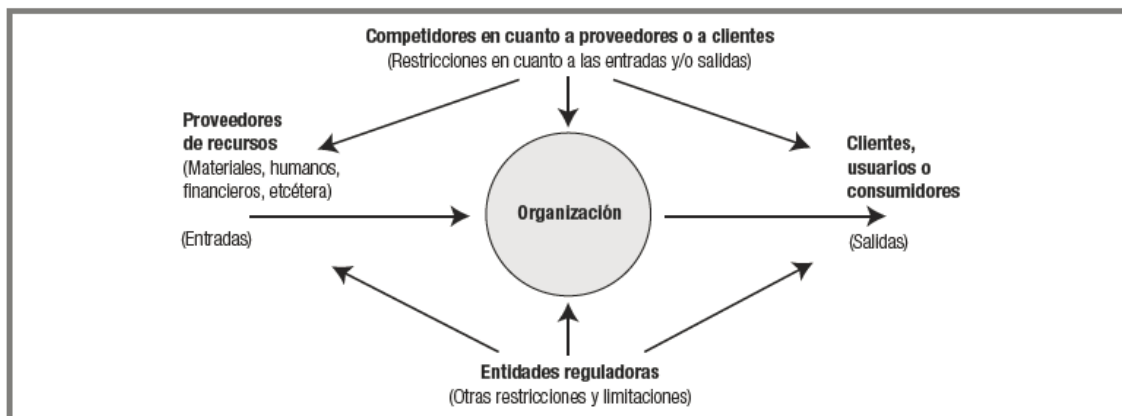 Competidores en cuanto a proveedores o a clientes
(Restricciones en cuanto a las entradas y/o salidas)
Proveedores
de recursos
(Materiales, humanos,
financieros, etcétera)
(Entradas)
Organización
Clientes,
usuarios o
consumidores
(Salidas)
Entidades reguladoras
(Otras restricciones y limitaciones)